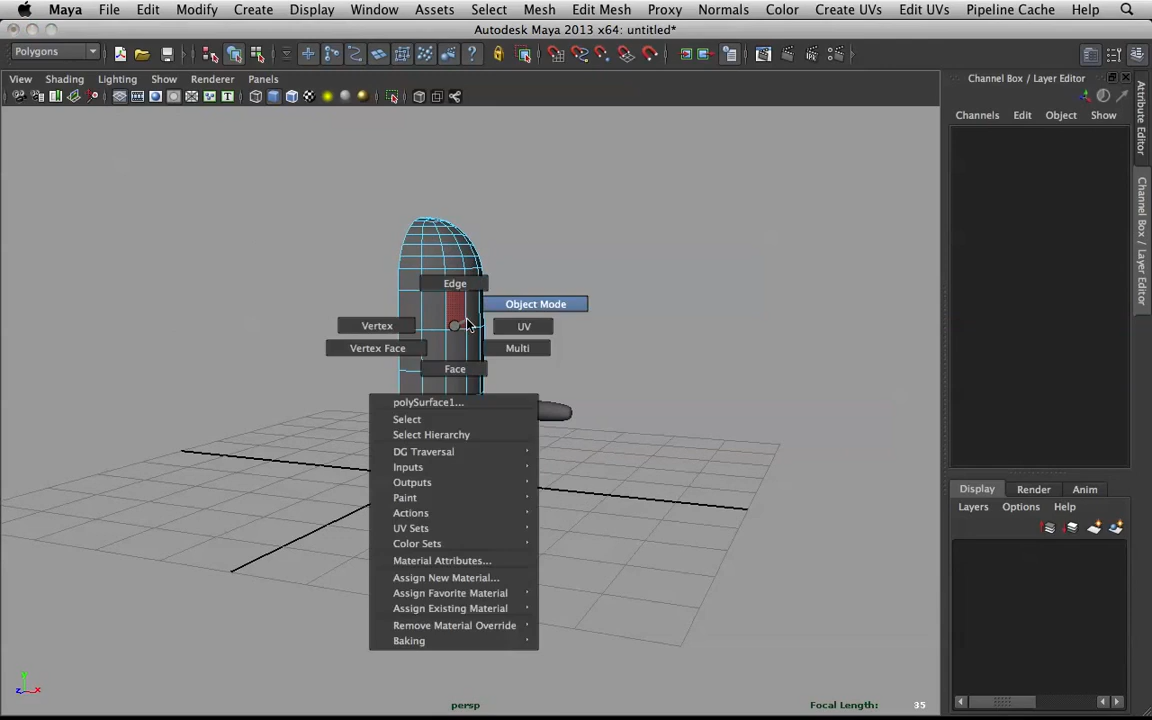 Maya File Edit Modify Create Display Window Assets Select Mesh Edit Mesh Proxy Normals Color Create UVs Edit UVs Pipeline Cache Help
Autodesk Maya 2013 x64: untitled*
Polygons
View Shading Lighting Show Renderer Panels
Channel Box / Layer Editor
Channels Edit Object Show
Attribute Editor
Channel Box / Layer Editor
Edge
Object Mode
Vertex
UV
Vertex Face
Multi
Face
polySurface1...
Select
Select Hierarchy
DG Traversal
Inputs
Outputs
Paint
Actions
UV Sets
Color Sets
Material Attributes...
Assign New Material...
Assign Favorite Material
Assign Existing Material
Remove Material Override
Baking
Display Render Anim
Layers Options Help
persp
Focal Length: 35